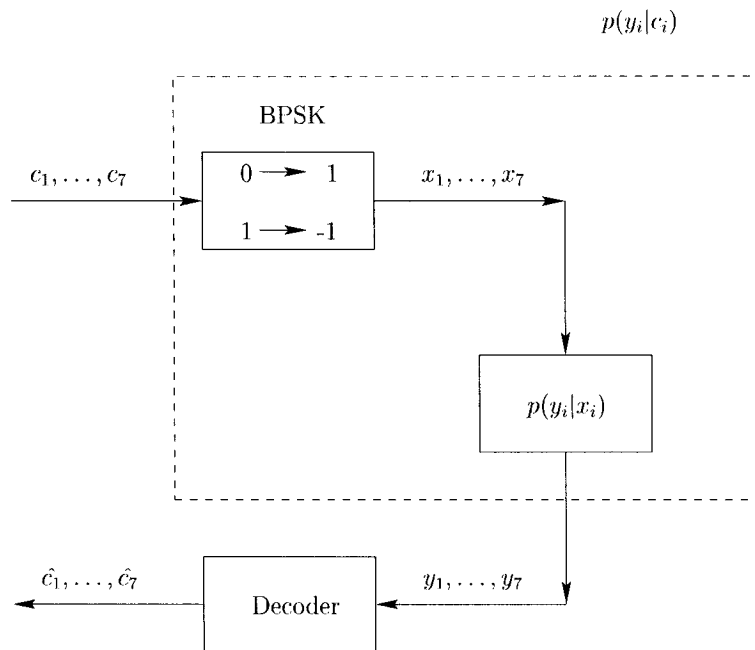 p(y_i|c_i)
BPSK
0 → 1
1 → -1
c_1, ..., c_7
x_1, ..., x_7
p(y_i|x_i)
ĉ_1, ..., ĉ_7
Decoder
y_1, ..., y_7